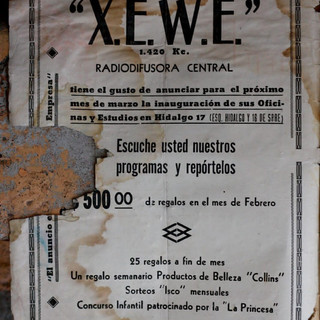 "X.E.W.E."
1.420 Kc.
RADIODIFUSORA CENTRAL
tiene el gusto de anunciar para el próximo
mes de marzo la inauguración de sus Ofici-
nas y Estudios en Hidalgo 17 (ESQ. HIDALGO Y 16 DE SBRE)
Escuche usted nuestros
programas y repórtelos
$ 500 00 de regalos en el mes de Febrero
25 regalos a fin de mes
Un regalo semanario Productos de Belleza "Collins"
Sorteos "Isco" mensuales
Concurso Infantil patrocinado por la "La Princesa"
"El anuncio e
Empresa"